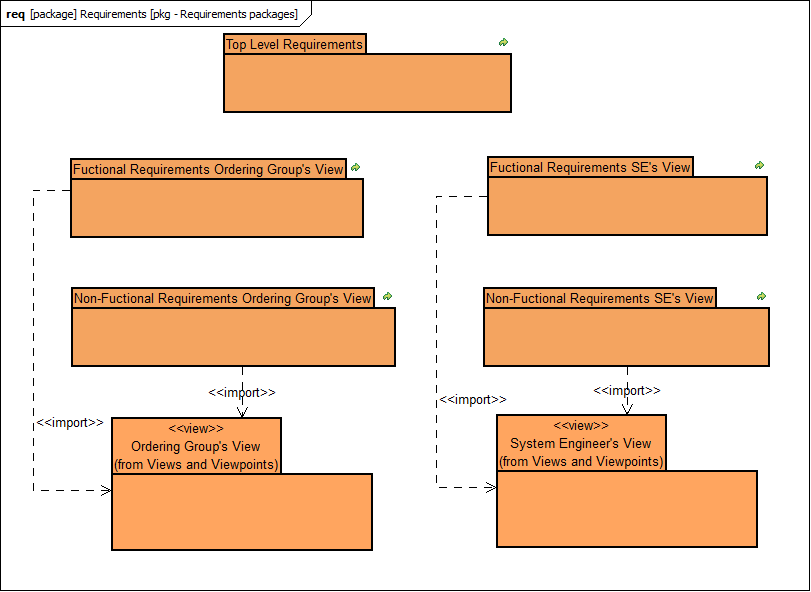 req [package] Requirements [pkg - Requirements packages]
Top Level Requirements
Fuctional Requirements Ordering Group's View
Fuctional Requirements SE's View
Non-Fuctional Requirements Ordering Group's View
Non-Fuctional Requirements SE's View
<<import>>
<<import>>
<<import>>
<<import>>
<<view>>
Ordering Group's View
(from Views and Viewpoints)
<<view>>
System Engineer's View
(from Views and Viewpoints)